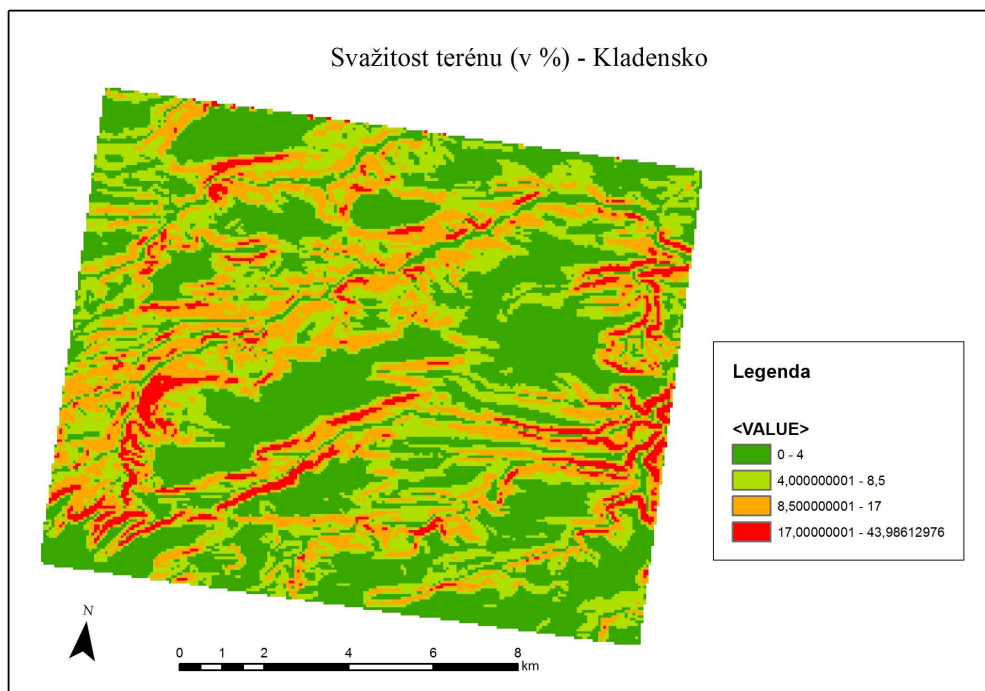 Svažitost terénu (v %) - Kladensko
Legenda
<VALUE>
0 - 4
4,000000001 - 8,5
8,500000001 - 17
17,00000001 - 43,98612976
N
0 1 2 4 6 8
km